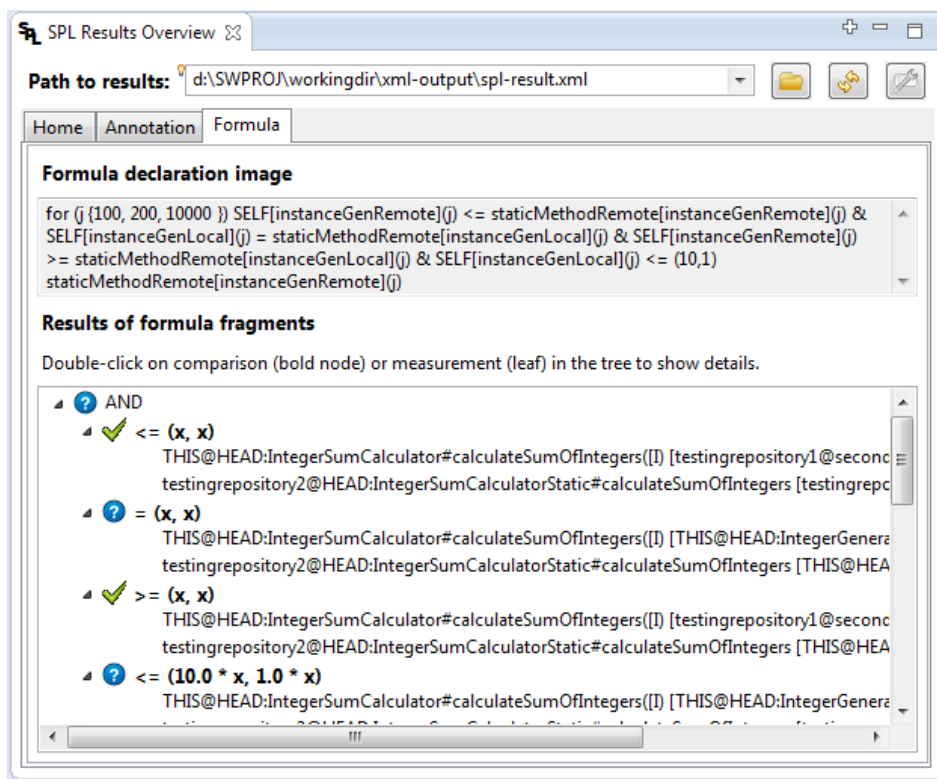 SPL SPL Results Overview
Path to results: d:\SWPROJ\workingdir\xml-output\spl-result.xml
Home Annotation Formula
Formula declaration image
for (j {100, 200, 10000 }) SELF[instanceGenRemote](j) <= staticMethodRemote[instanceGenRemote](j) &
SELF[instanceGenLocal](j) = staticMethodRemote[instanceGenLocal](j) & SELF[instanceGenRemote](j)
>= staticMethodRemote[instanceGenLocal](j) & SELF[instanceGenLocal](j) <= (10,1)
staticMethodRemote[instanceGenRemote](j)
Results of formula fragments
Double-click on comparison (bold node) or measurement (leaf) in the tree to show details.
AND
<= (x, x)
THIS@HEAD:IntegerSumCalculator#calculateSumOfIntegers([I) [testingrepository1@second
testingrepository2@HEAD:IntegerSumCalculatorStatic#calculateSumOfIntegers [testingrepo
= (x, x)
THIS@HEAD:IntegerSumCalculator#calculateSumOfIntegers([I) [THIS@HEAD:IntegerGenera
testingrepository2@HEAD:IntegerSumCalculatorStatic#calculateSumOfIntegers [THIS@HEA
>= (x, x)
THIS@HEAD:IntegerSumCalculator#calculateSumOfIntegers([I) [testingrepository1@second
testingrepository2@HEAD:IntegerSumCalculatorStatic#calculateSumOfIntegers [THIS@HEA
<= (10.0 * x, 1.0 * x)
THIS@HEAD:IntegerSumCalculator#calculateSumOfIntegers([I) [THIS@HEAD:IntegerGenera